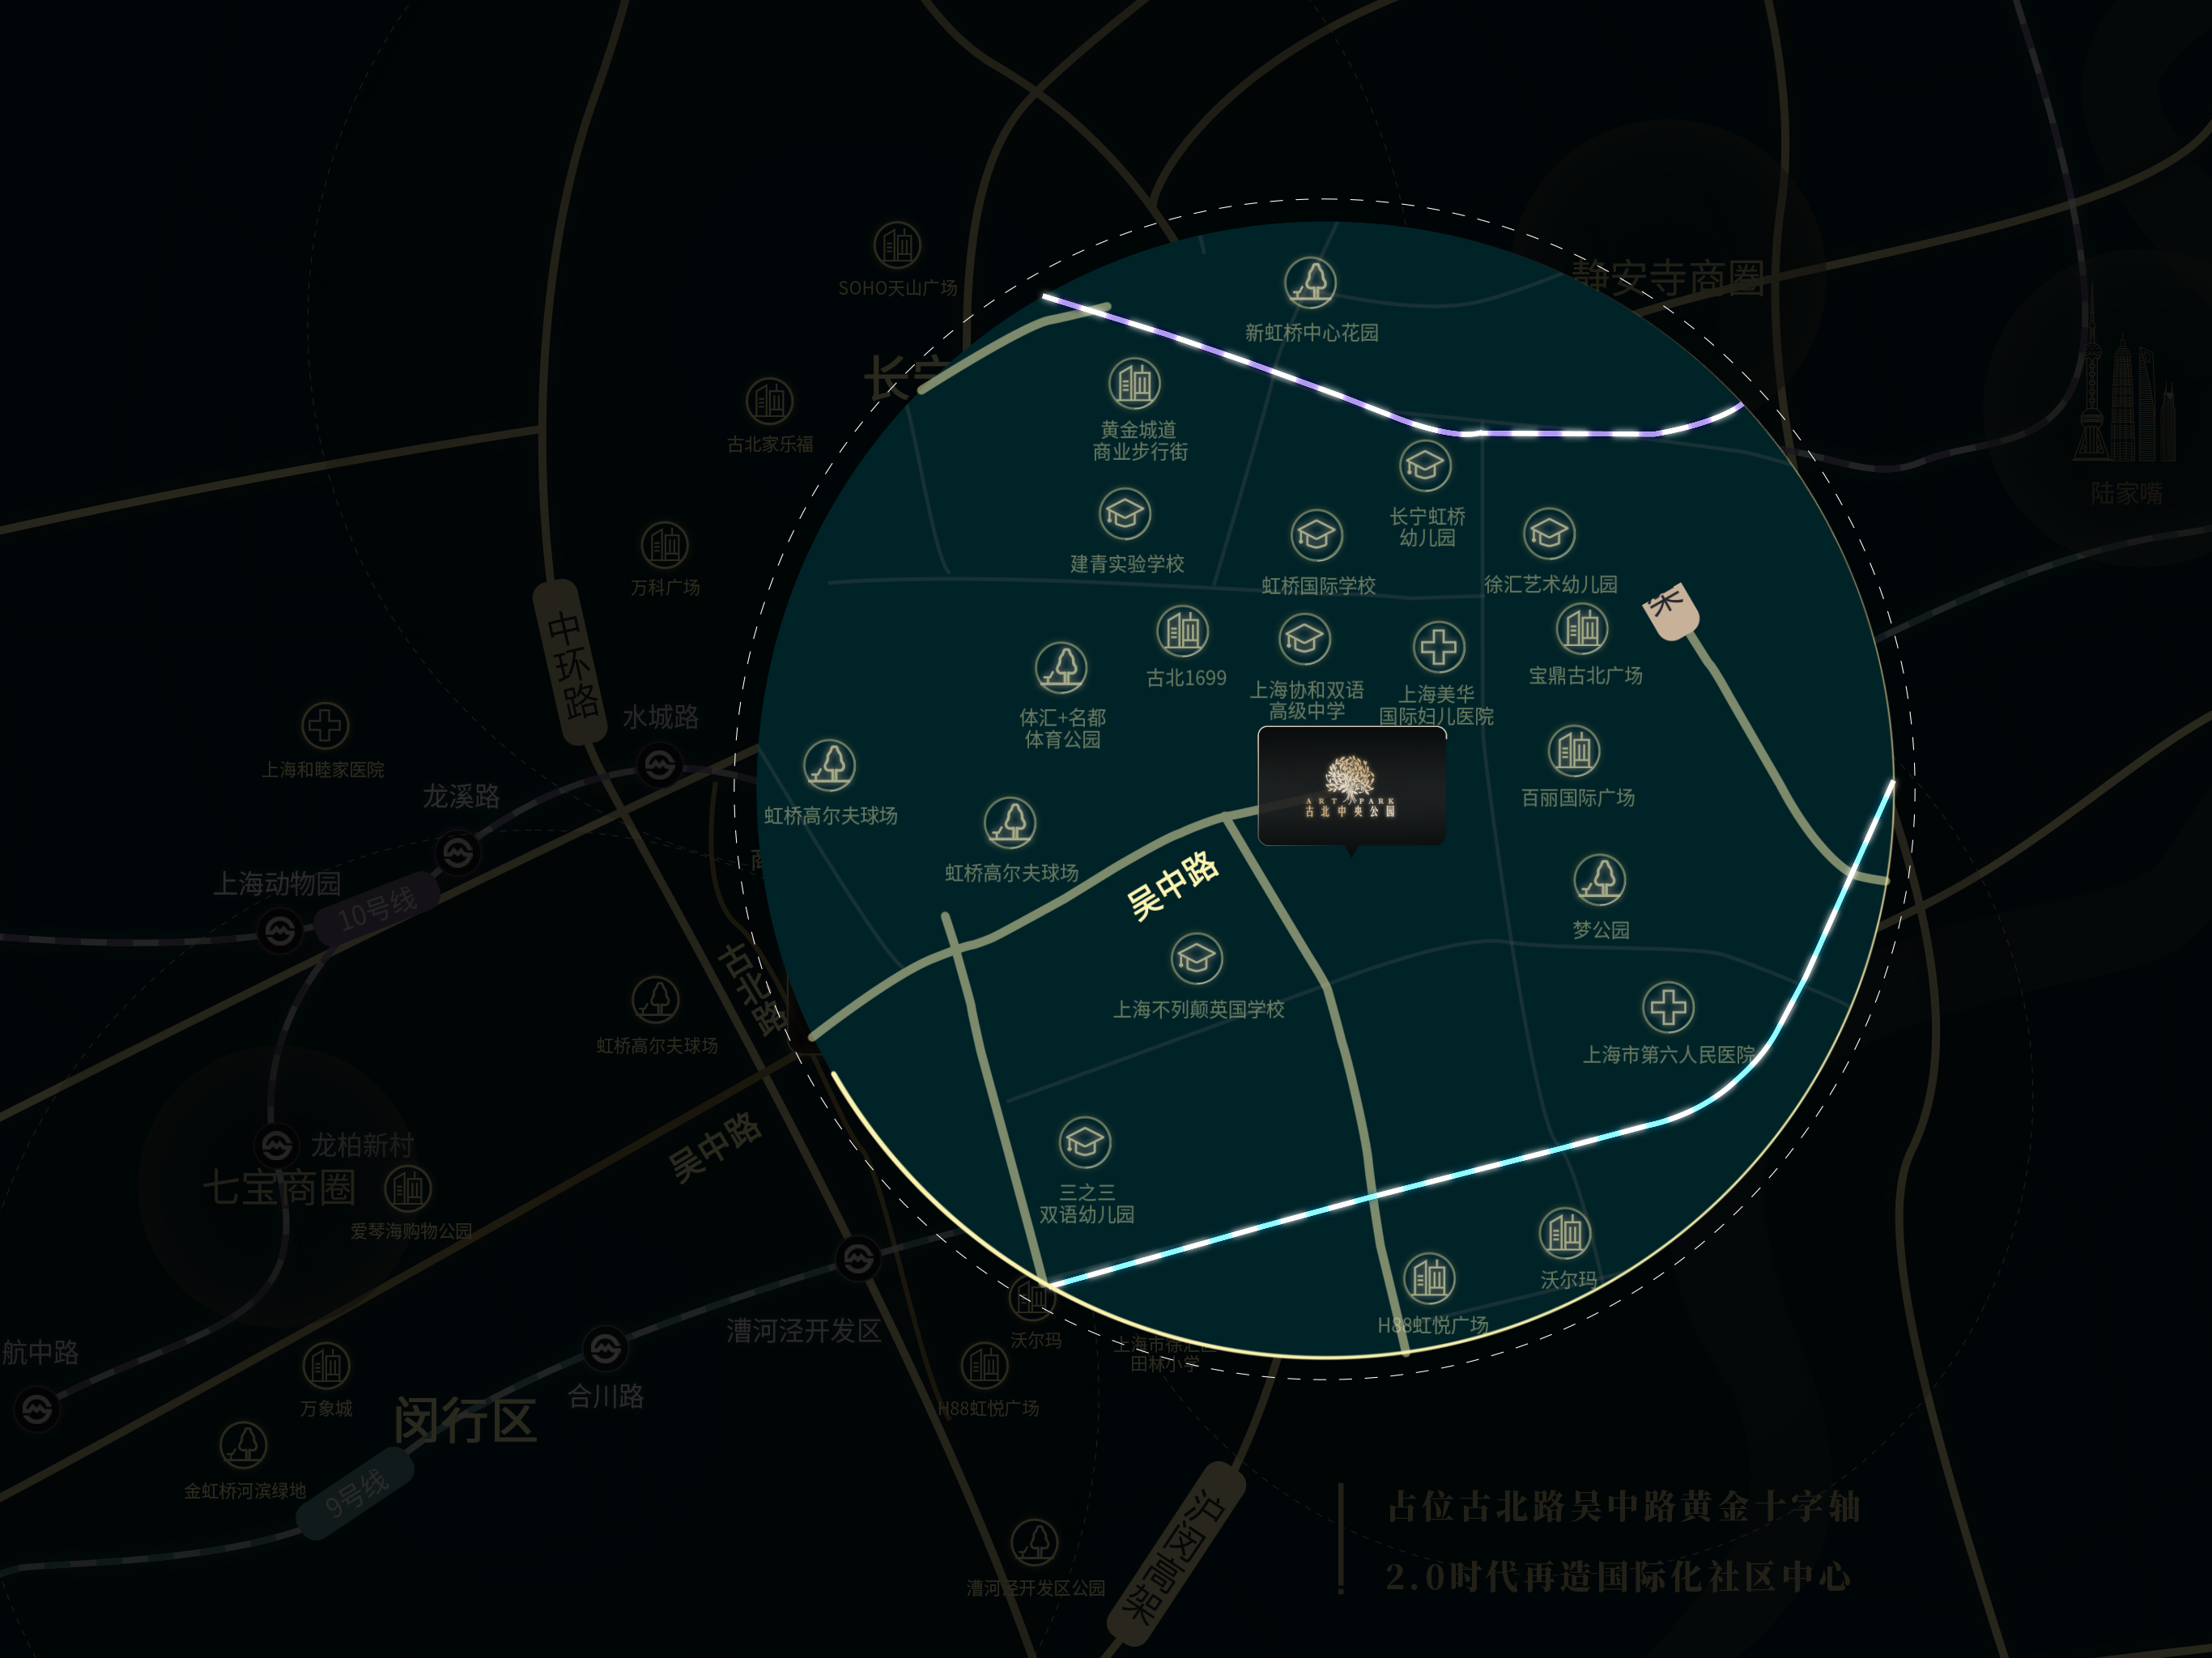 SOHO天山广场
静安寺商圈
新虹桥中心花园
长宁
古北家乐福
黄金城道
商业步行街
长宁虹桥
幼儿园
陆家嘴
万科广场
建青实验学校
虹桥国际学校
徐汇艺术幼儿园
中环路
古北1699
上海协和双语
高级中学
上海美华
国际妇儿医院
宝鼎古北广场
水城路
体汇+名都
体育公园
上海和睦家医院
龙溪路
虹桥高尔夫球场
ART PARK
古北中央公园
百丽国际广场
上海动物园
10号线
虹桥高尔夫球场
吴中路
梦公园
古北路
上海不列颠英国学校
虹桥高尔夫球场
上海市第六人民医院
吴中路
龙柏新村
七宝商圈
爱琴海购物公园
三之三
双语幼儿园
沃尔玛
H88虹悦广场
航中路
漕河泾开发区
沃尔玛
上海市徐汇区
田林小学
合川路
万象城
闵行区
H88虹悦广场
金虹桥河滨绿地
9号线
沪闵高架
漕河泾开发区公园
占位古北路吴中路黄金十字轴
2.0时代再造国际化社区中心